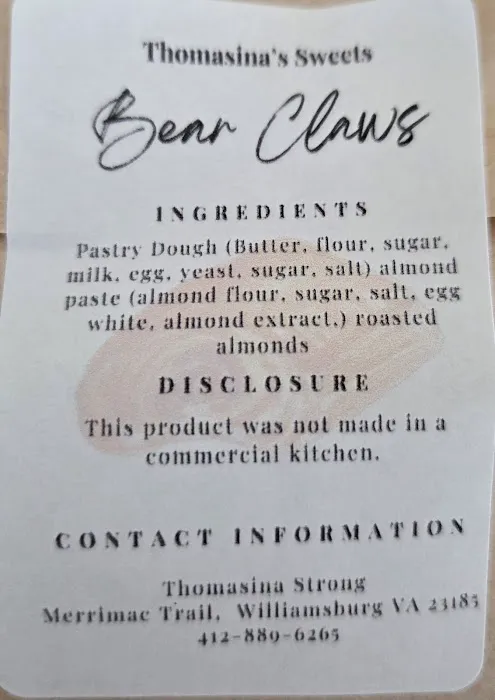 Thomasina's Sweets
Bear Claws
INGREDIENTS
Pastry Dough (Butter, flour, sugar,
milk, egg, yeast, sugar, salt) almond
paste (almond flour, sugar, salt, egg
white, almond extract,) roasted
almonds
DISCLOSURE
This product was not made in a
commercial kitchen.
CONTACT INFORMATION
Thomasina Strong
Merrimac Trail, Williamsburg VA 23185
412-889-6265